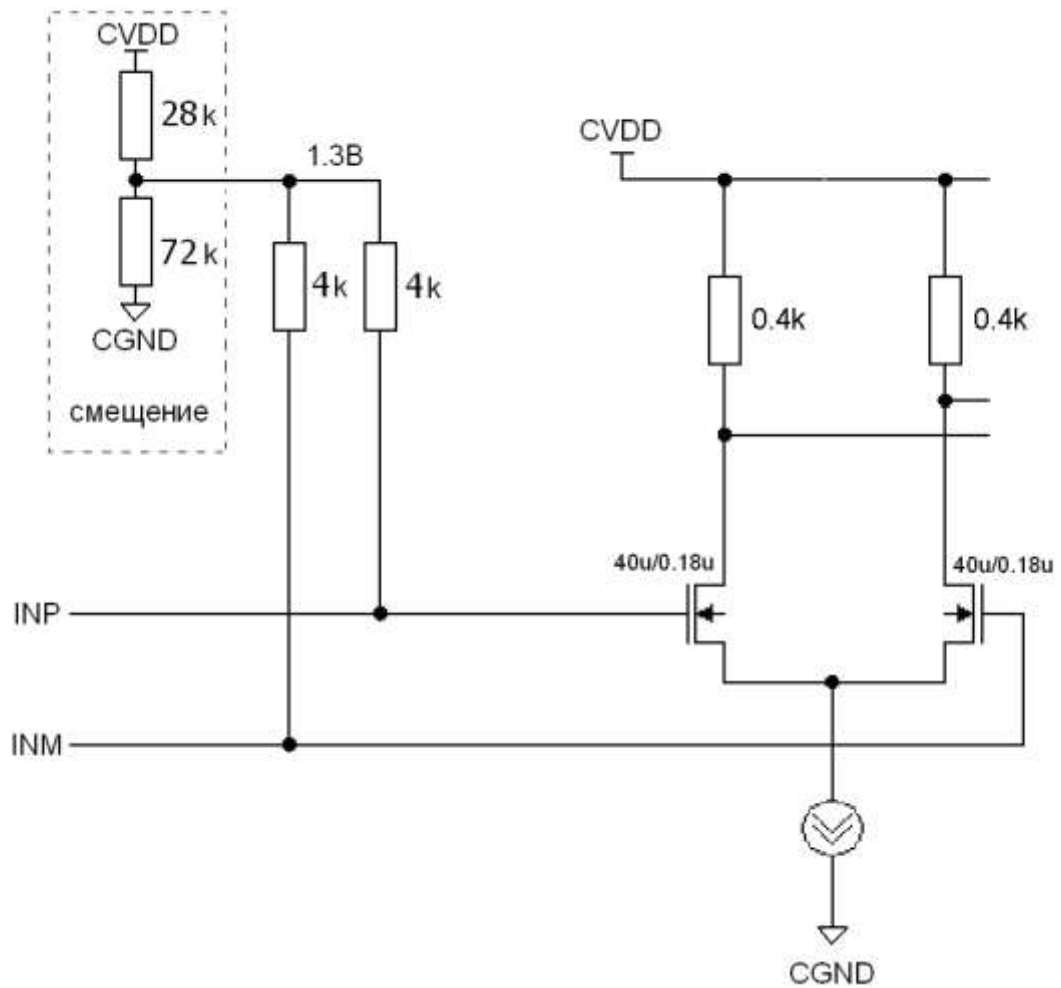 CVDD
28k
1.3В
72k
CGND
смещение
4k
4k
CVDD
0.4k
0.4k
40u/0.18u
40u/0.18u
INP
INM
CGND